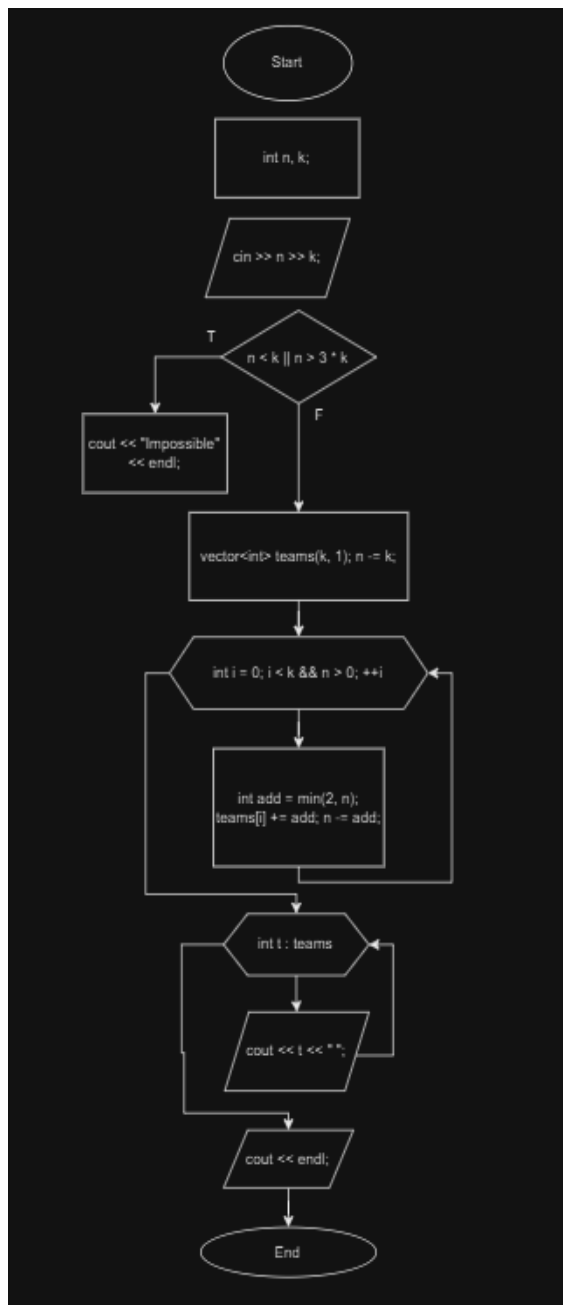 Start
int n, k;
cin >> n >> k;
T
n < k || n > 3 * k
F
cout << "Impossible"
<< endl;
vector<int> teams(k, 1); n -= k;
int i = 0; i < k && n > 0; ++i
int add = min(2, n);
teams[i] += add; n -= add;
int t : teams
cout << t << " ";
cout << endl;
End